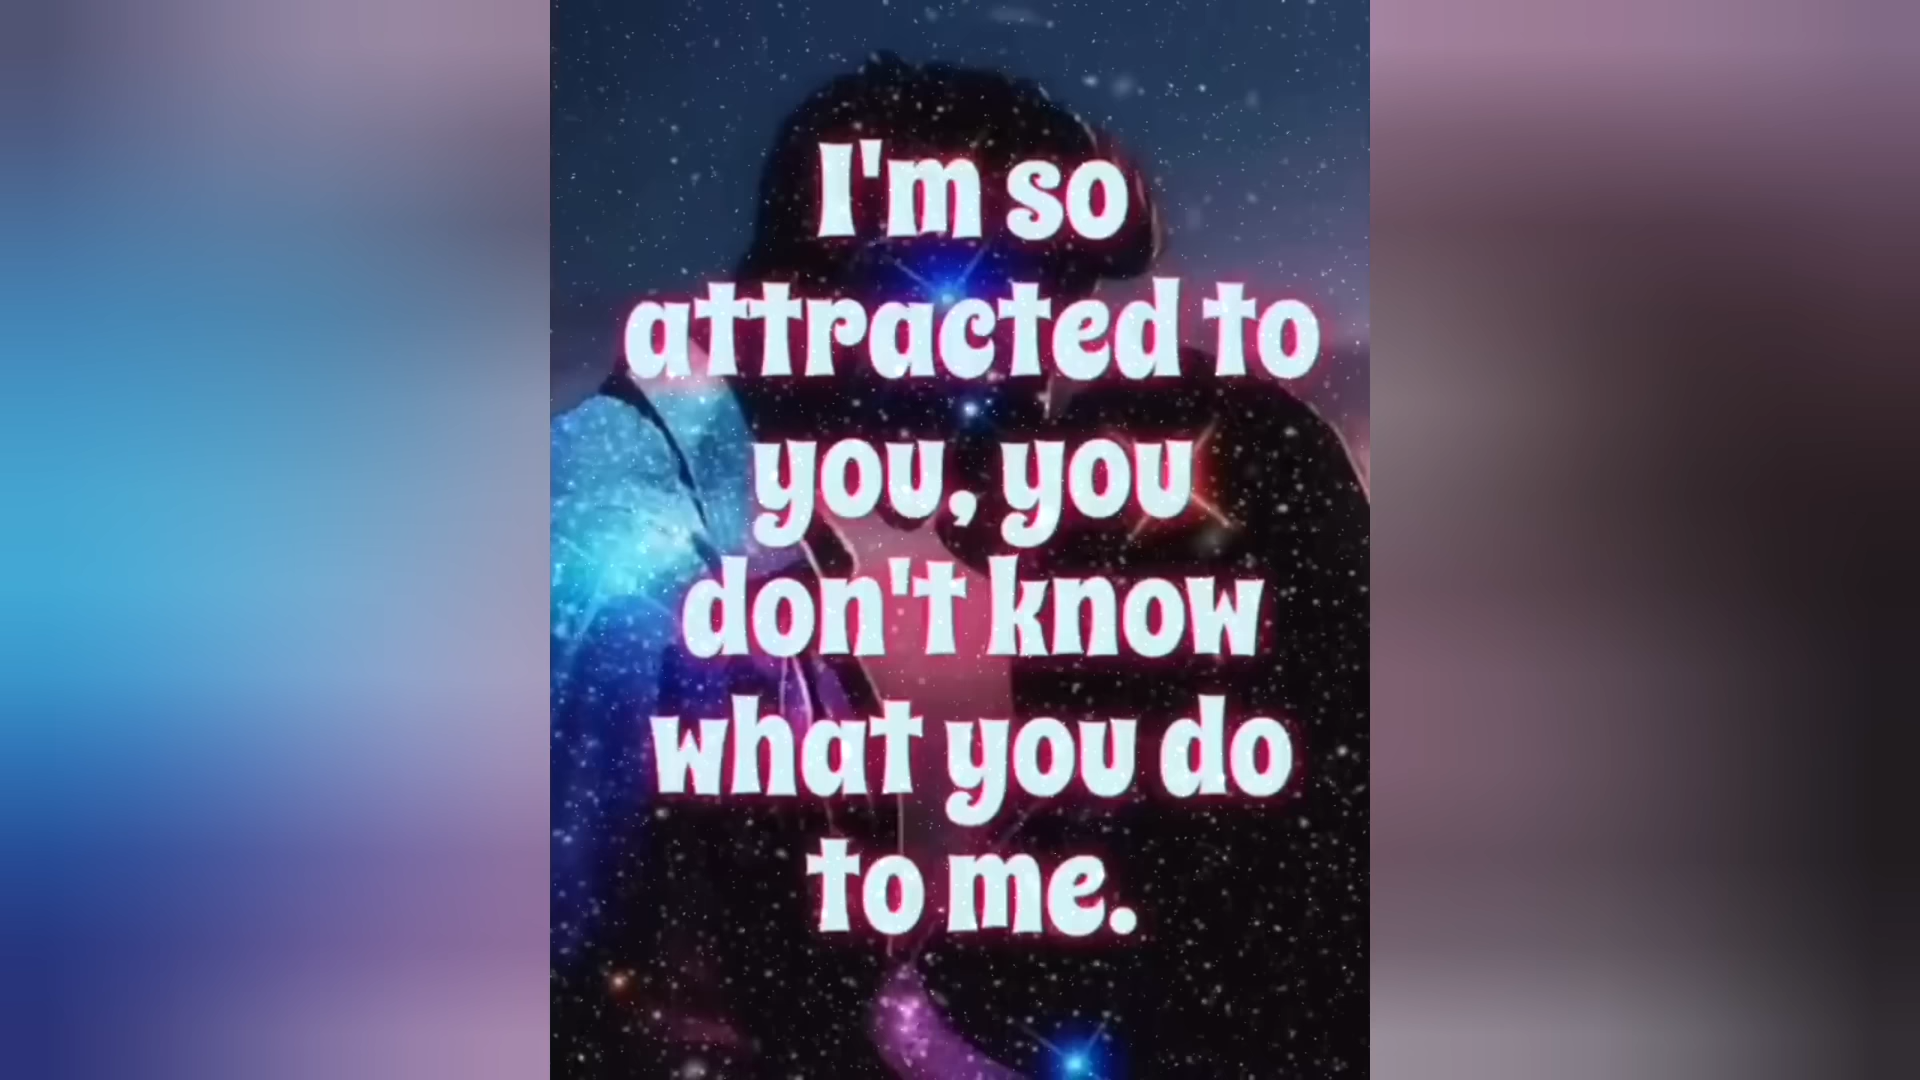 I'm so
attracted to
you, you
don't know
what you do
to me.